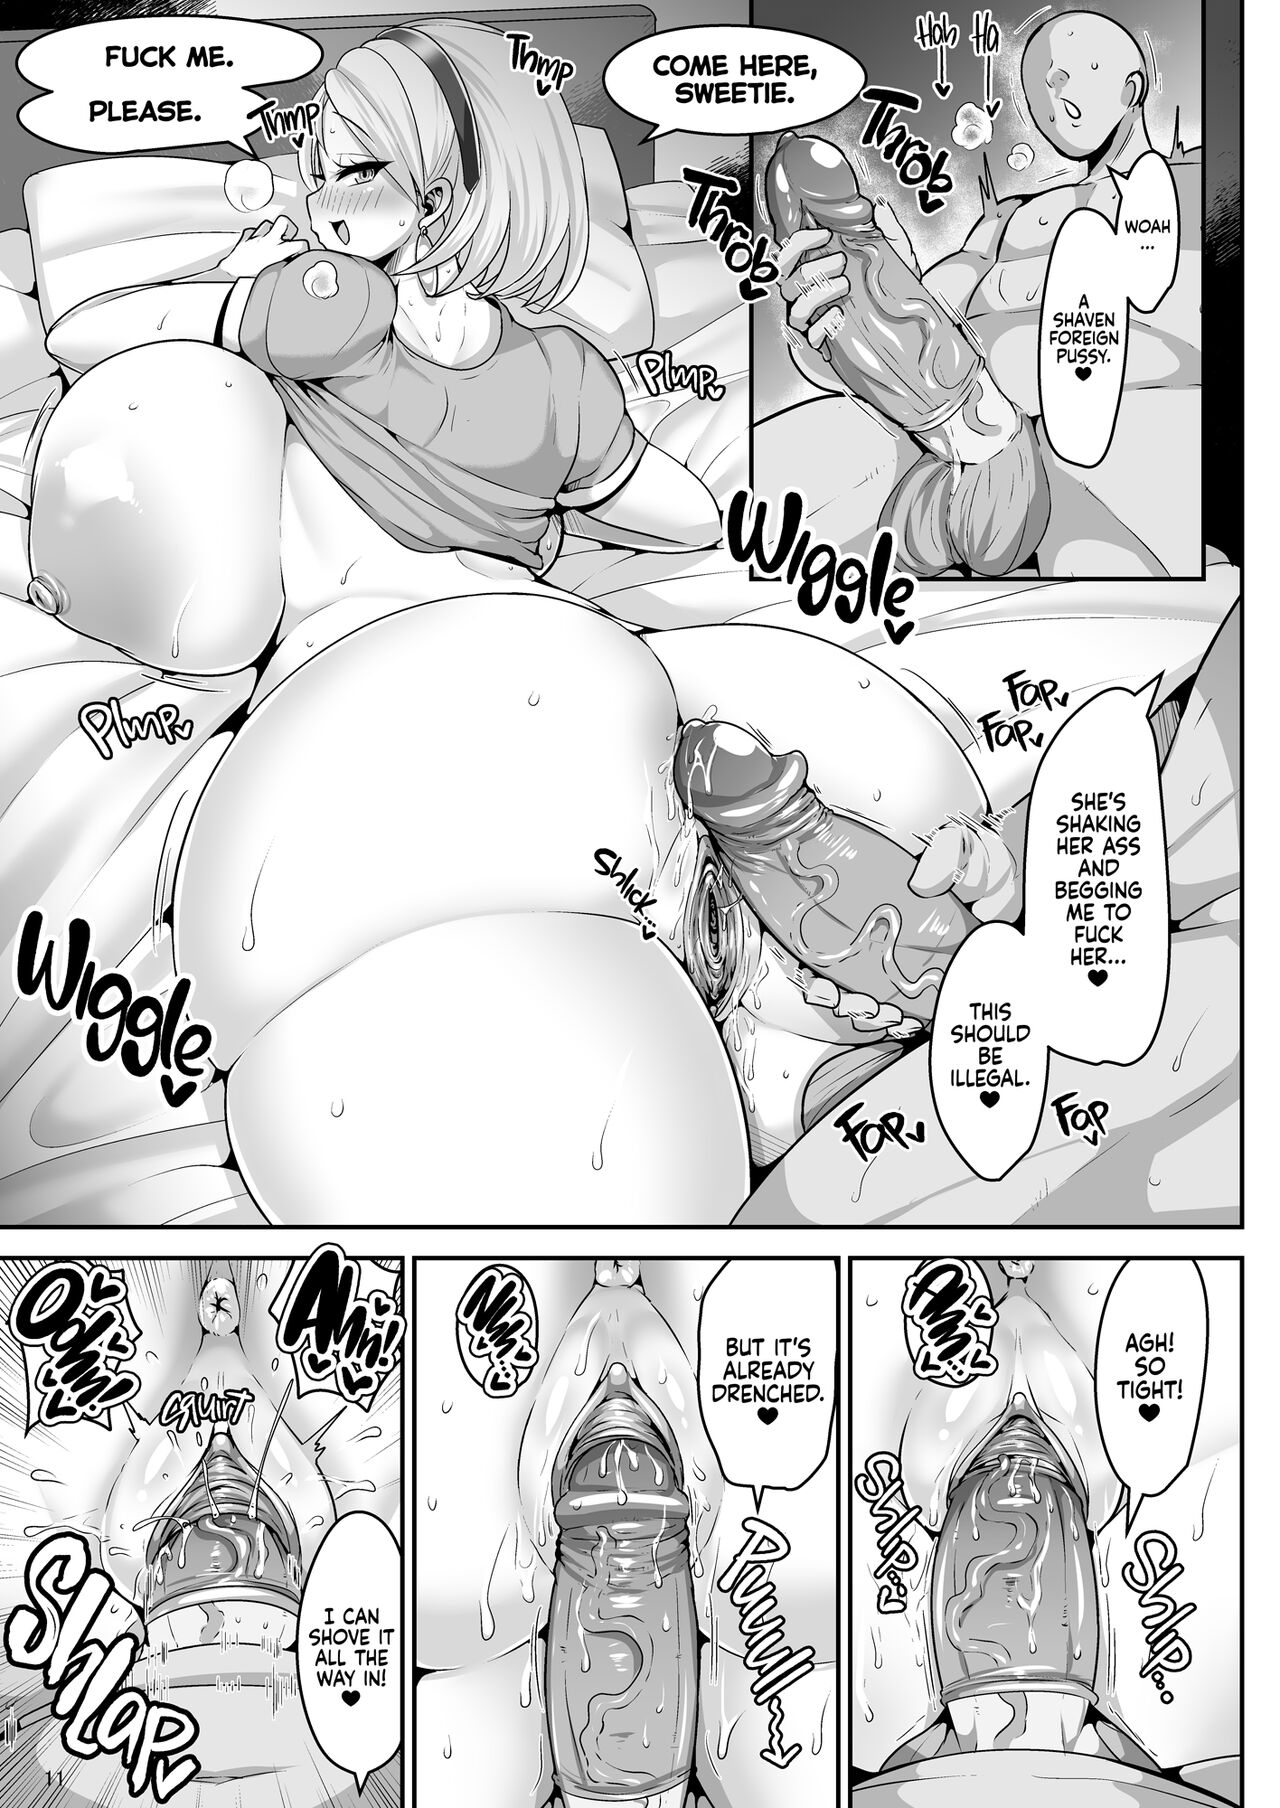 Hah Ha
Throb
Throb
WOAH
...
A
SHAVEN
FOREIGN
PUSSY.
COME HERE,
SWEETIE.
FUCK ME.
PLEASE.
Thmp
Thmp
Plmp
Plmp
Wiggle
Wiggle
Shlick...
Fap
Fap
SHE'S
SHAKING
HER ASS
AND
BEGGING
ME TO
FUCK
HER...
THIS
SHOULD
BE
ILLEGAL.
Fap
Fap
AGH!
SO
TIGHT!
Ahh
Shlp...
Shlp...
BUT IT'S
ALREADY
DRENCHED.
Nhh
Puuull
Ahh!
Oohh!
squirt
I CAN
SHOVE IT
ALL THE
WAY IN!
Shlap
11